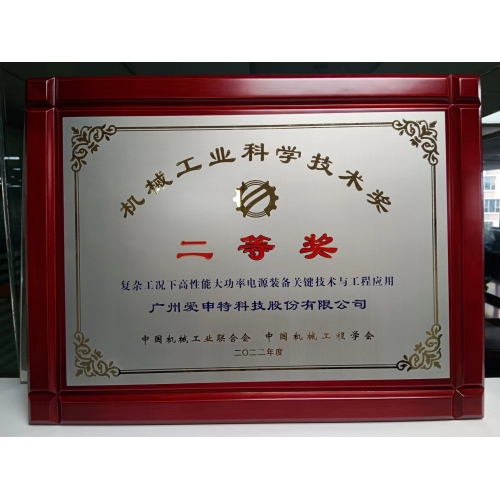 机械工业科学技术奖
二等奖
复杂工况下高性能大功率电源装备关键技术与工程应用
广州爱申特科技股份有限公司
中国机械工业联合会 中国机械工程学会
二〇二二年度